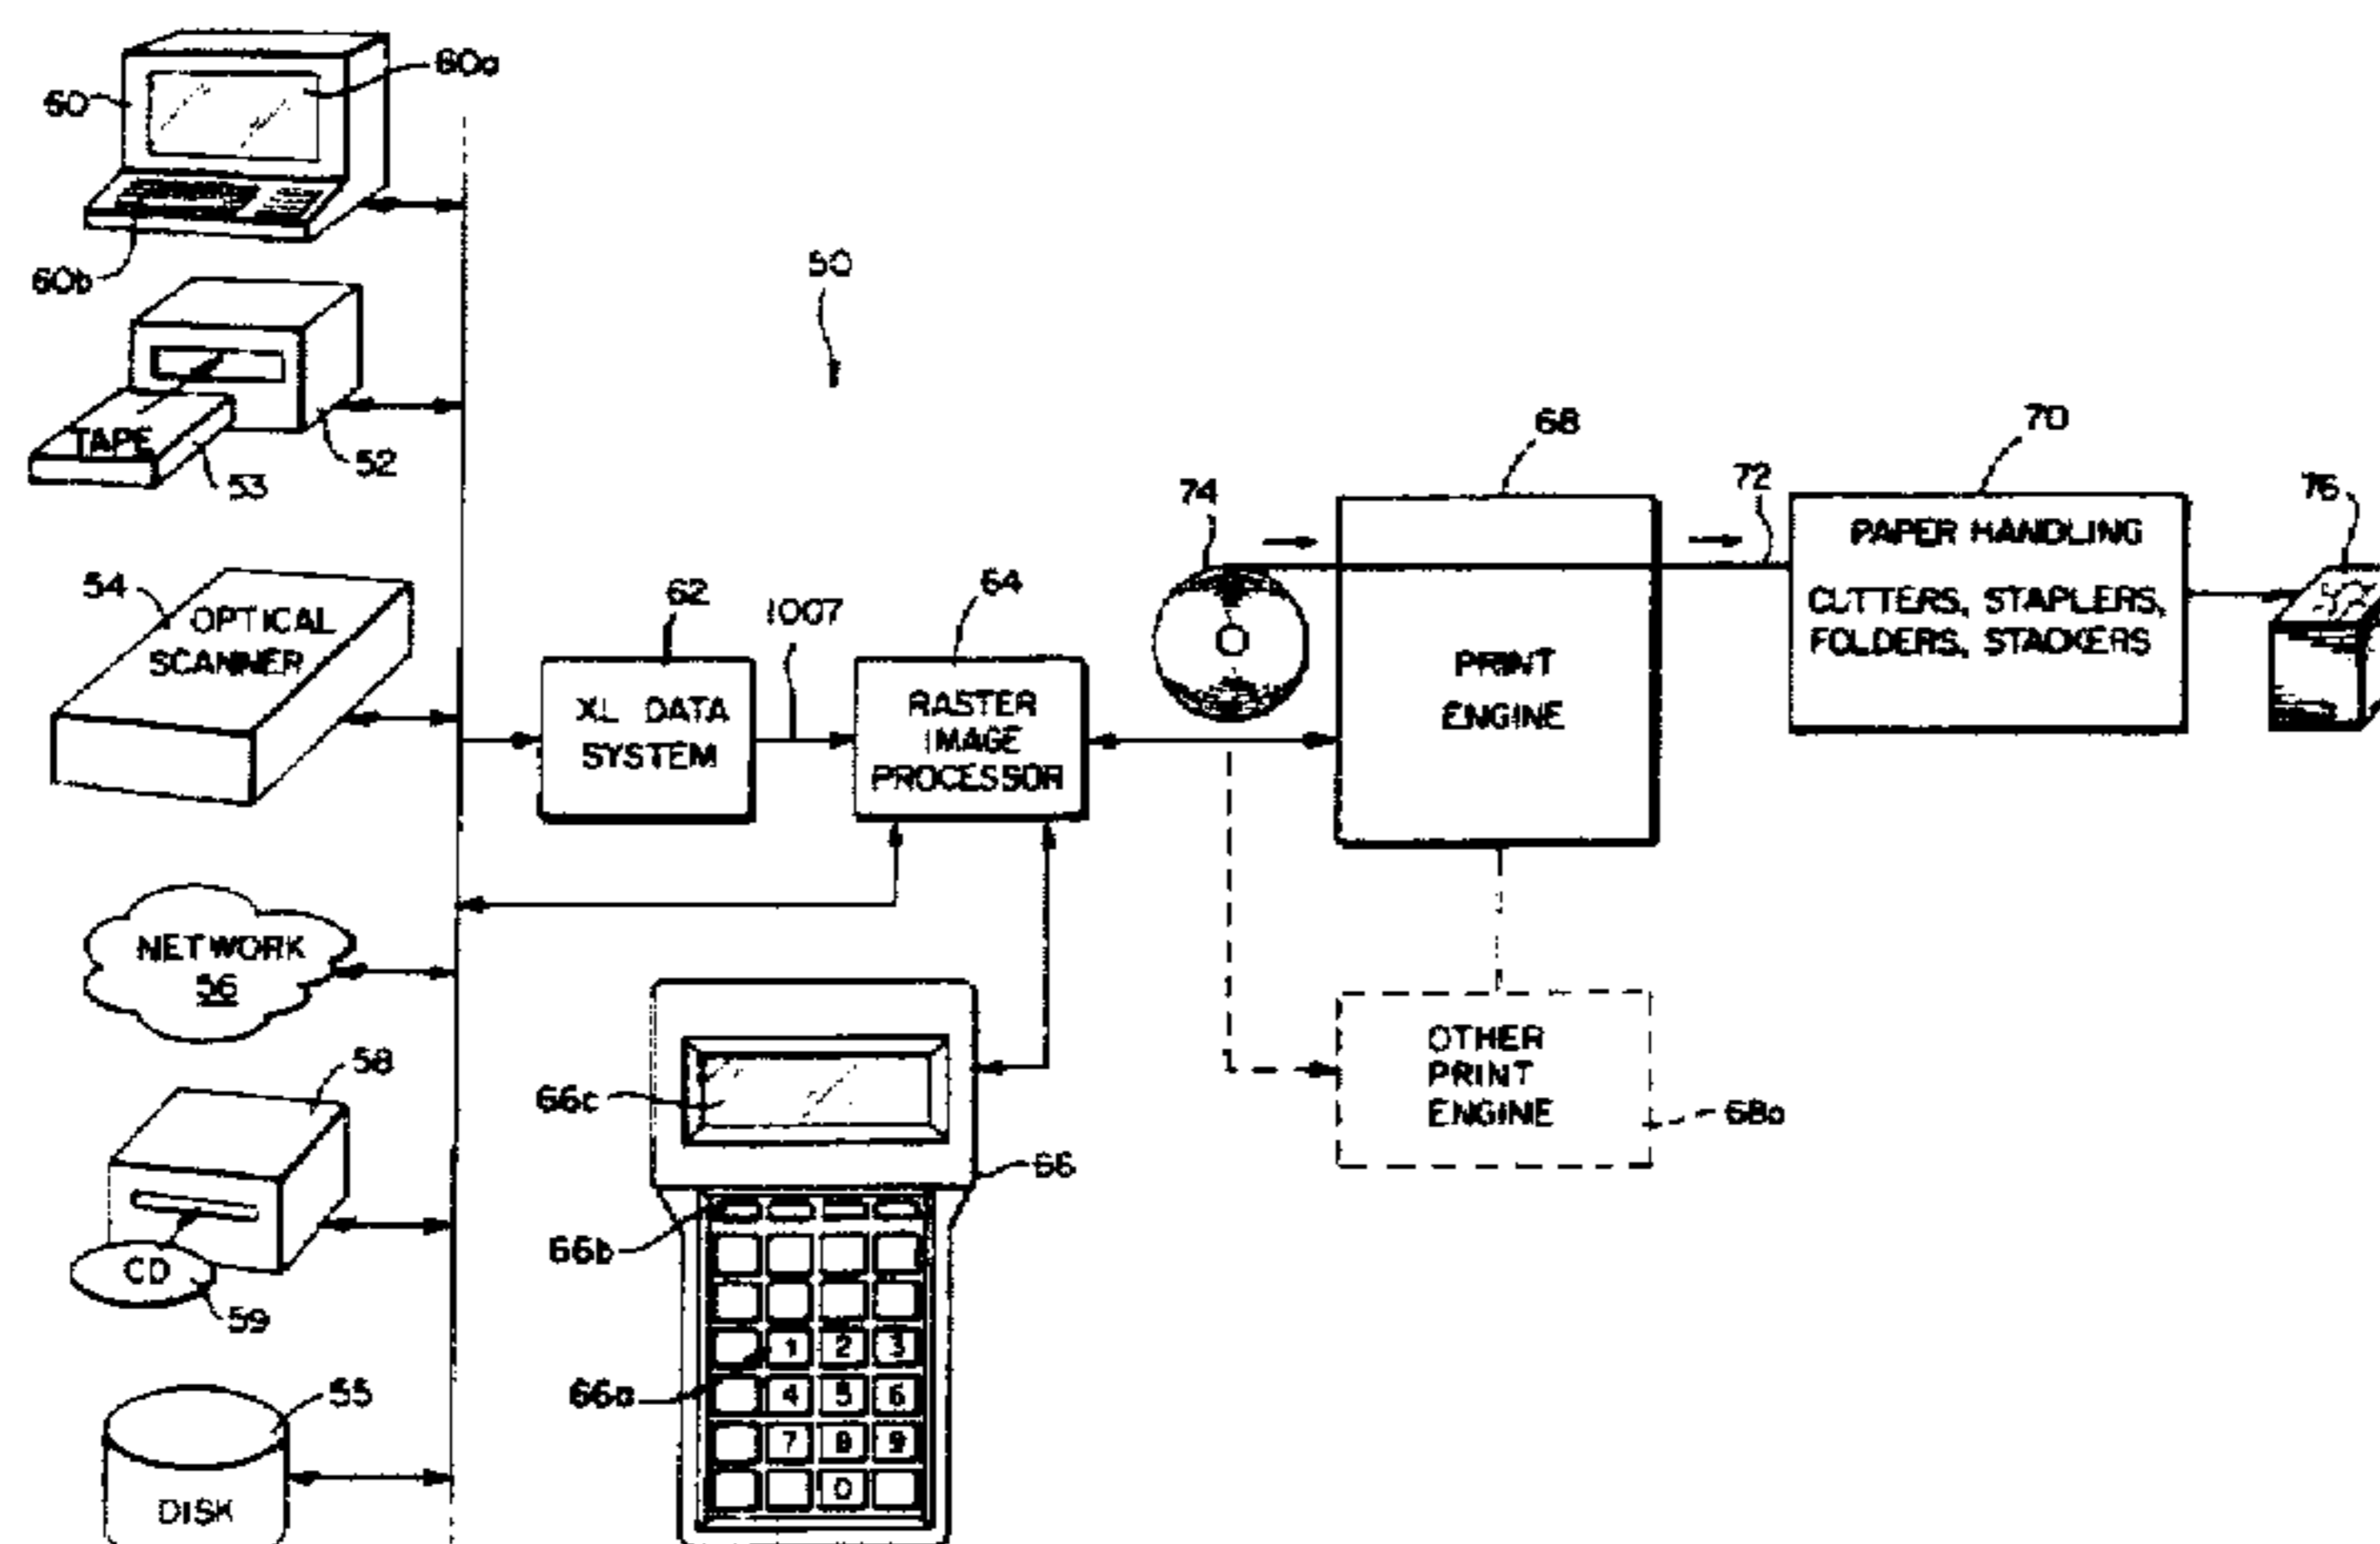 60
60a
60b
50
TAPE
52
53
54
OPTICAL
SCANNER
62
1007
64
XL DATA
SYSTEM
RASTER
IMAGE
PROCESSOR
74
68
72
70
76
PRINT
ENGINE
PAPER HANDLING
CUTTERS, STAPLERS,
FOLDERS, STACKERS
NETWORK
56
58
CD
59
55
DISK
66c
66
66b
66a
1 2 3
4 5 6
7 8 9
0
OTHER
PRINT
ENGINE
68a